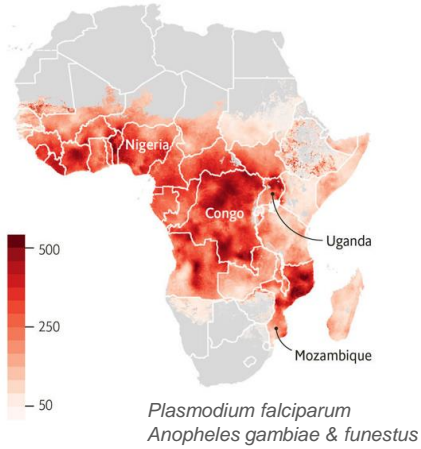 Nigeria
Congo
Uganda
500
250
Mozambique
50
Plasmodium falciparum
Anopheles gambiae & funestus